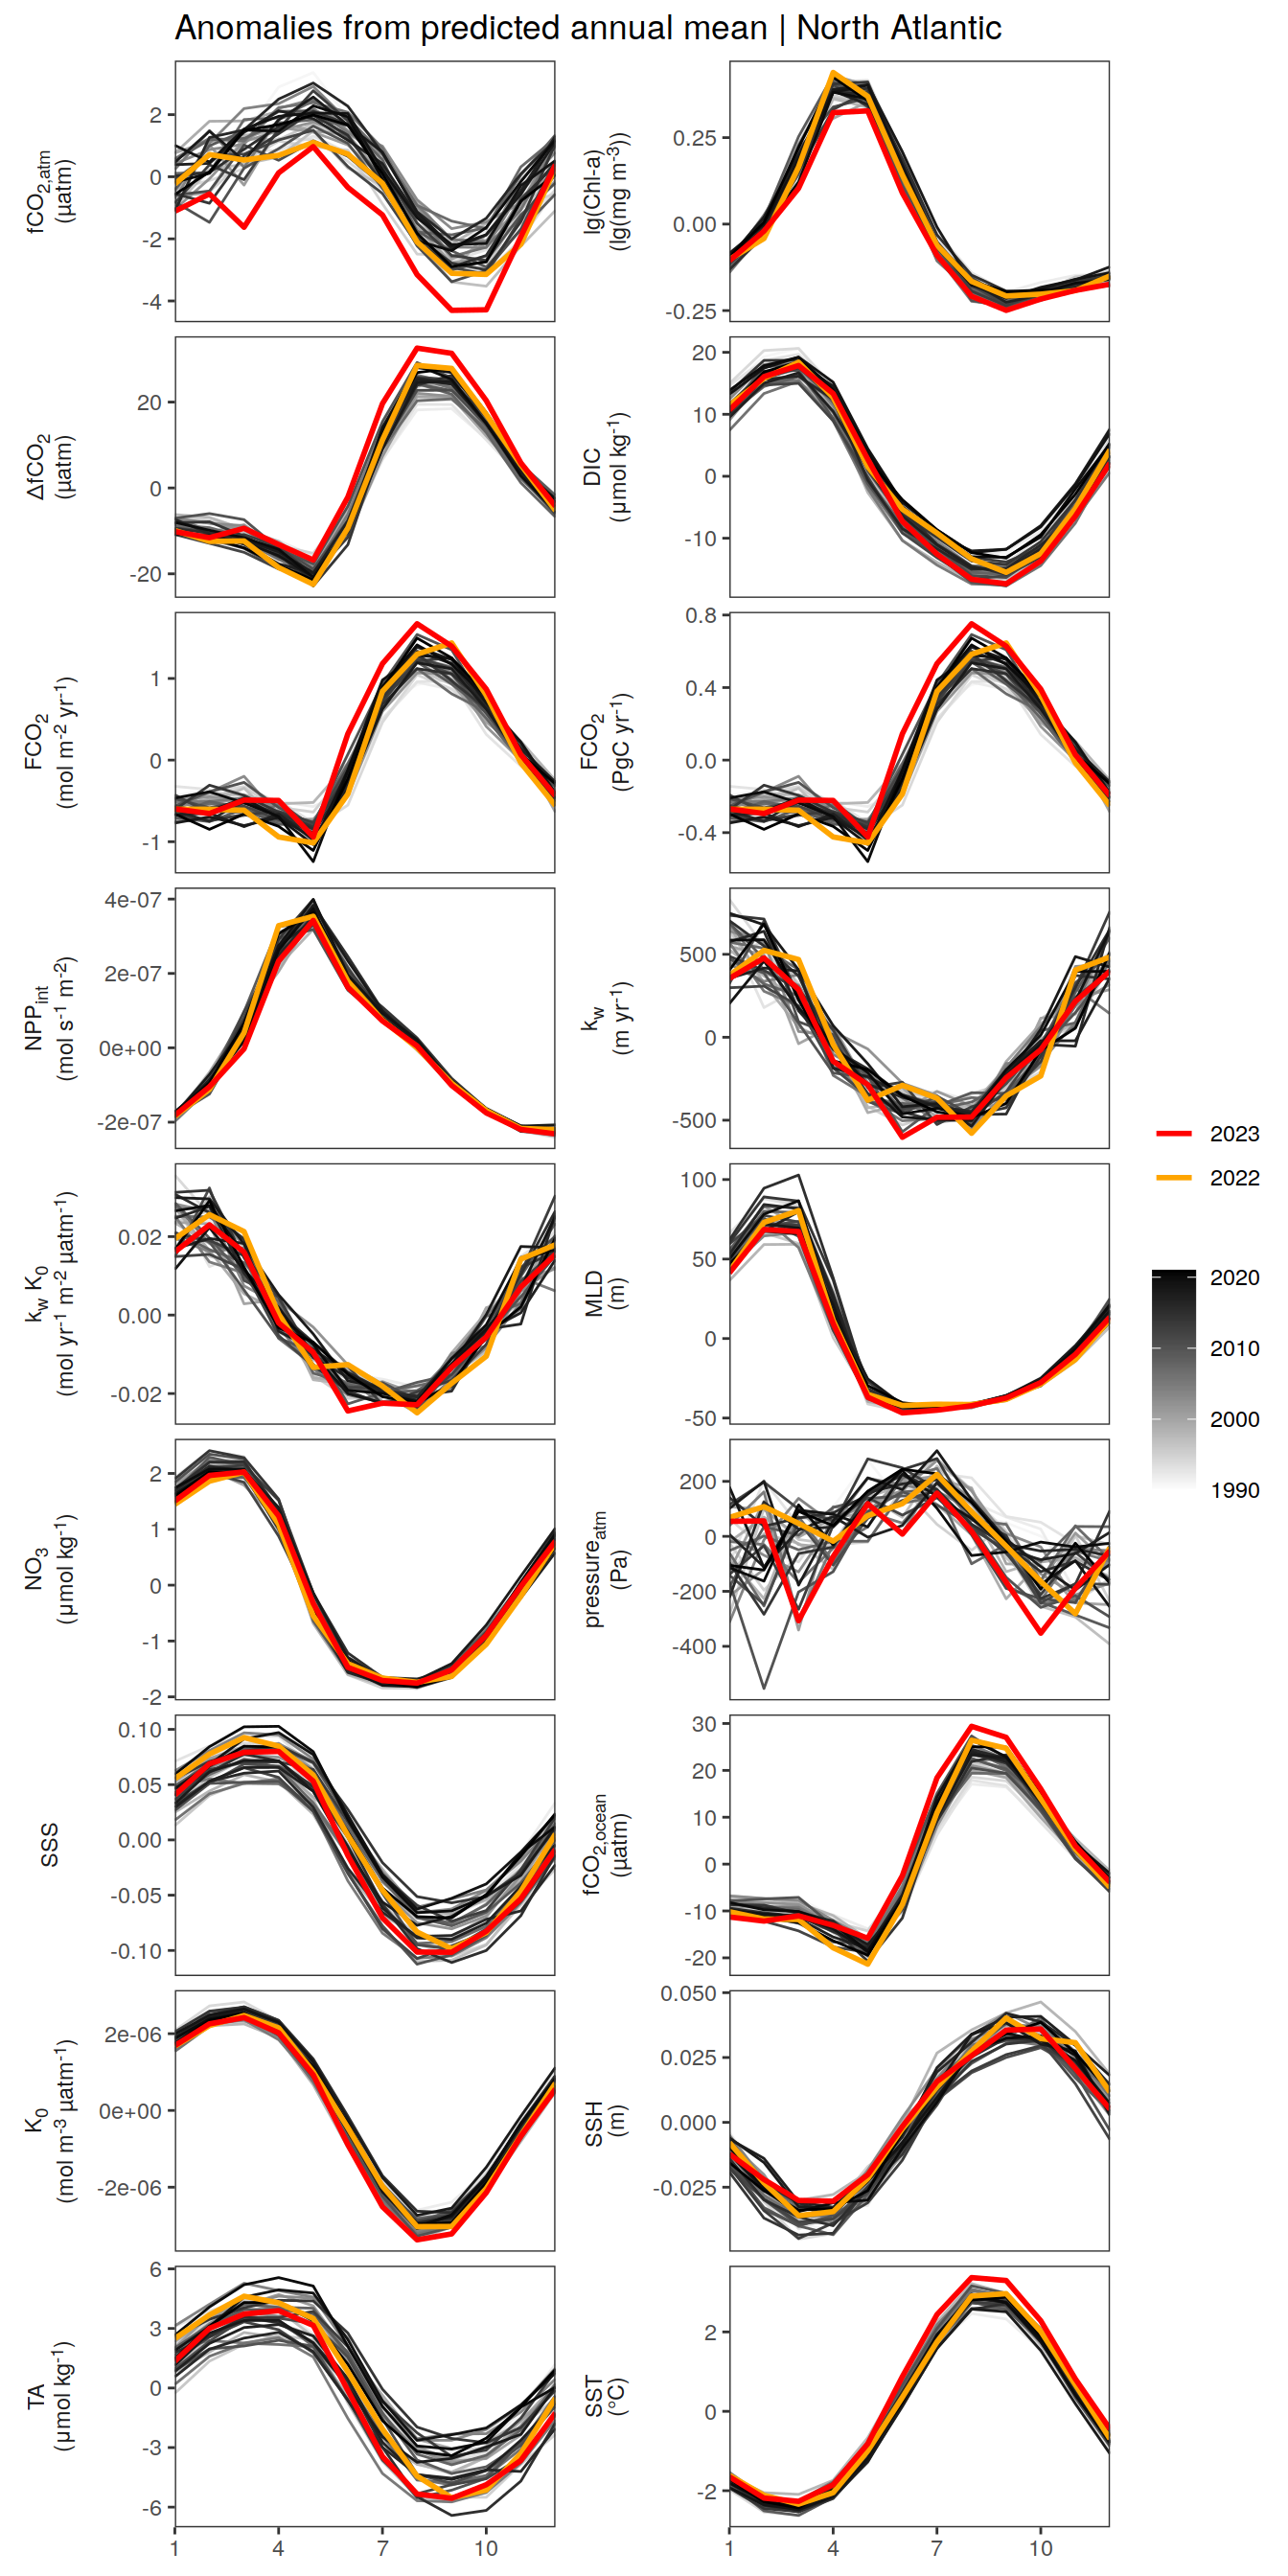 Anomalies from predicted annual mean | North Atlantic
fCO2,atm
(µatm)
2
0
-2
-4
lg(Chl-a)
(lg(mg m-3))
0.25
0.00
-0.25
ΔfCO2
(µatm)
20
0
-20
DIC
(µmol kg-1)
20
10
0
-10
FCO2
(mol m-2 yr-1)
1
0
-1
FCO2
(PgC yr-1)
0.8
0.4
0.0
-0.4
NPPint
(mol s-1 m-2)
4e-07
2e-07
0e+00
-2e-07
kw
(m yr-1)
500
0
-500
kw K0
(mol yr-1 m-2 µatm-1)
0.02
0.00
-0.02
MLD
(m)
100
50
0
-50
NO3
(µmol kg-1)
2
1
0
-1
-2
pressureatm
(Pa)
200
0
-200
-400
SSS
0.10
0.05
0.00
-0.05
-0.10
fCO2,ocean
(µatm)
30
20
10
0
-10
-20
K0
(mol m-3 µatm-1)
2e-06
0e+00
-2e-06
SSH
(m)
0.050
0.025
0.000
-0.025
TA
(µmol kg-1)
6
3
0
-3
-6
SST
(°C)
2
0
-2
1 4 7 10
1 4 7 10
2023
2022
2020
2010
2000
1990